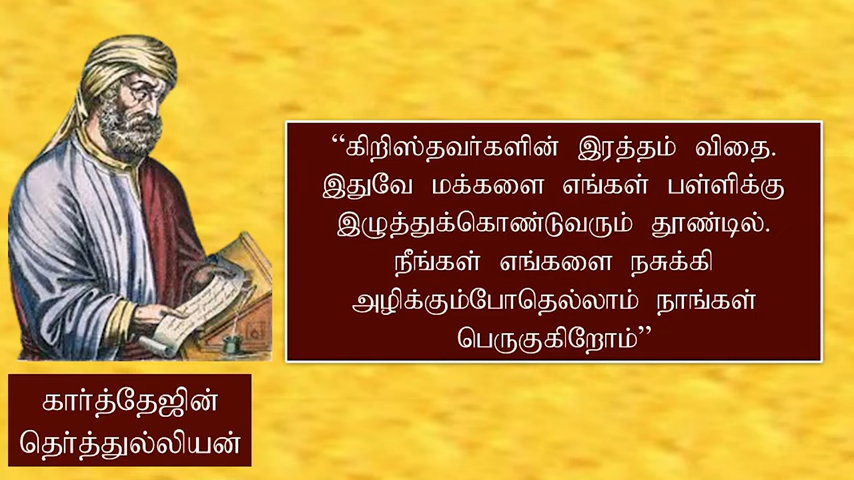 “கிறிஸ்தவர்களின் இரத்தம் விதை.
இதுவே மக்களை எங்கள் பள்ளிக்கு
இழுத்துக்கொண்டுவரும் தூண்டில்.
நீங்கள் எங்களை நசுக்கி
அழிக்கும்போதெல்லாம் நாங்கள்
பெருகுகிறோம்”
கார்த்தேஜின்
தெர்த்துல்லியன்